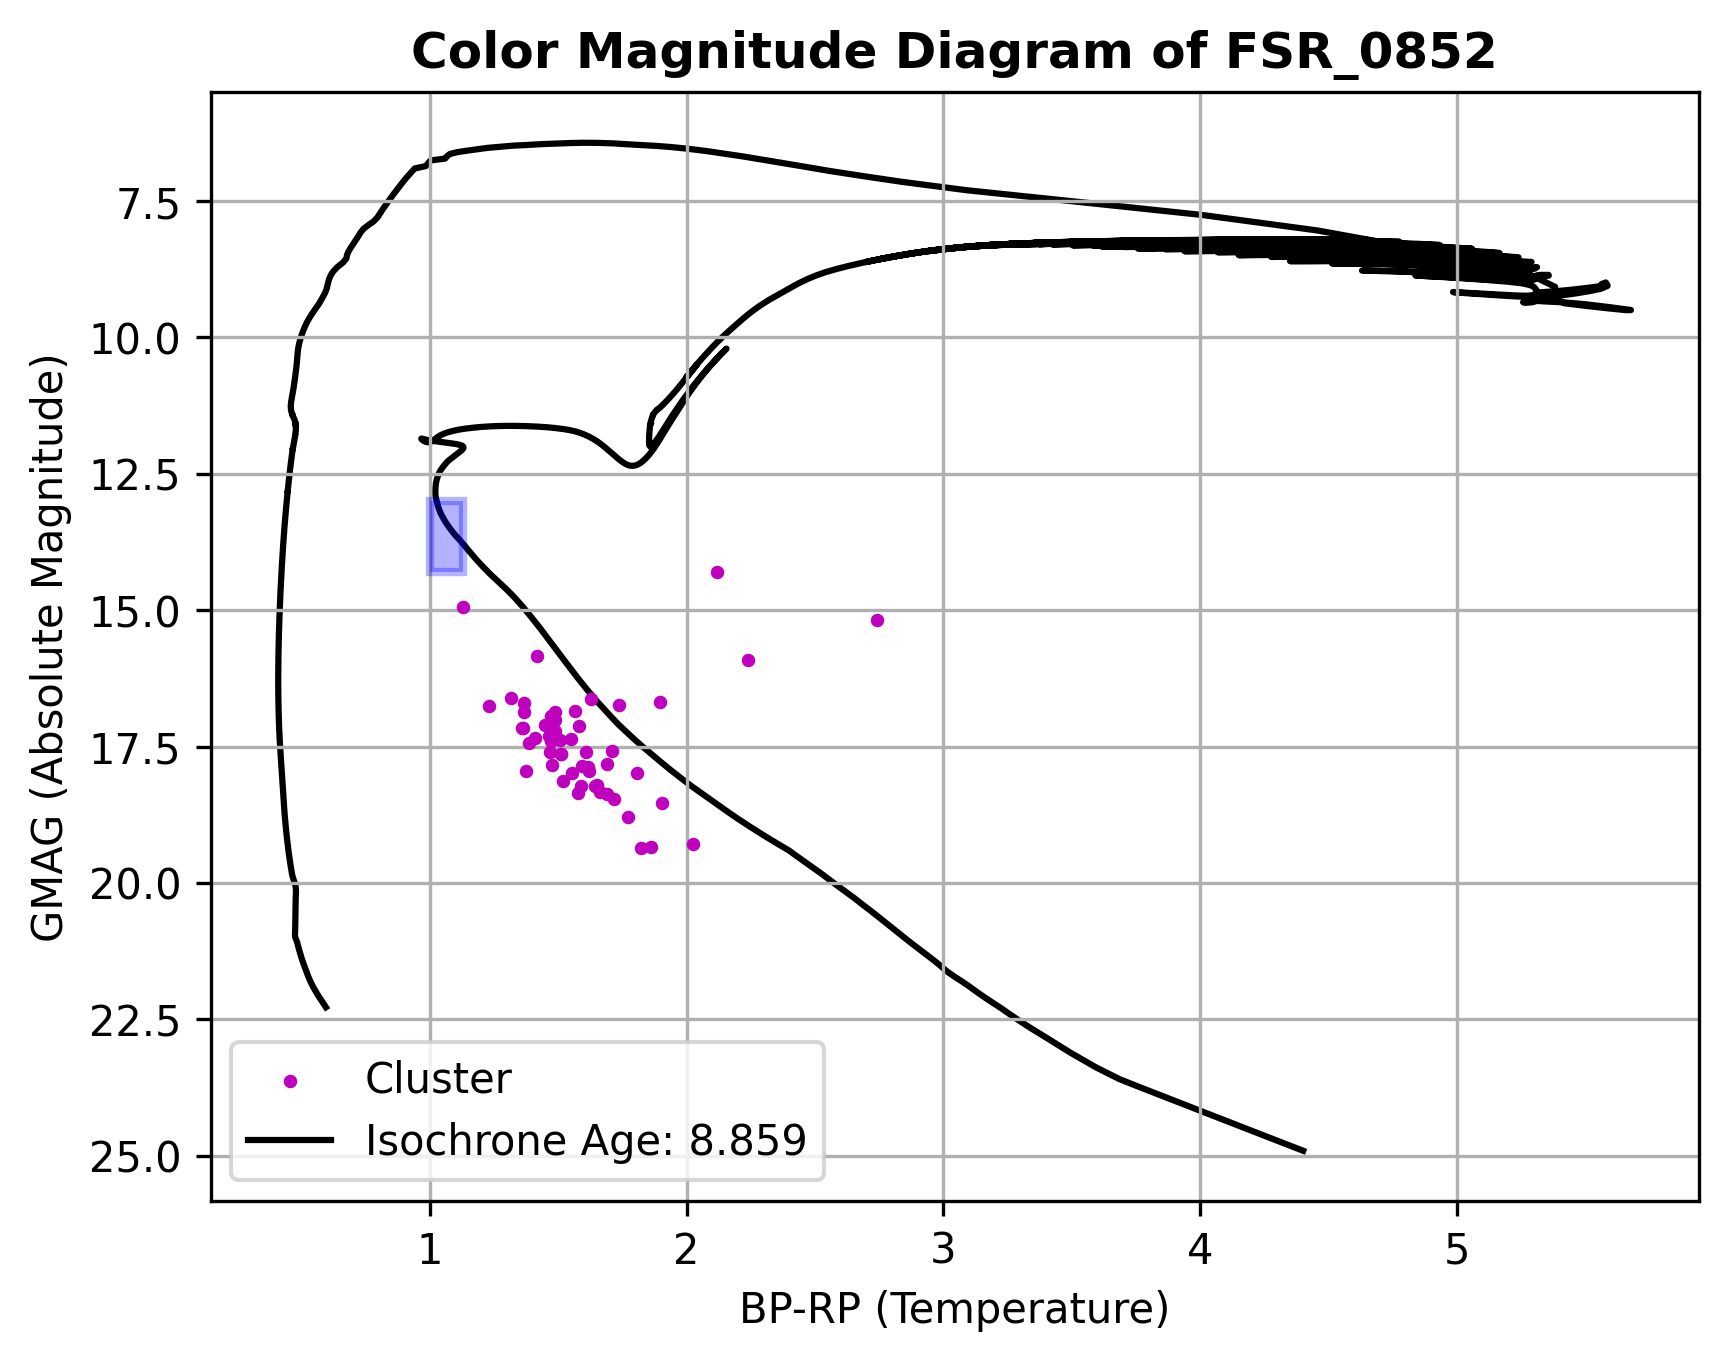 Color Magnitude Diagram of FSR_0852
GMAG (Absolute Magnitude)
7.5
10.0
12.5
15.0
17.5
20.0
22.5
25.0
Cluster
Isochrone Age: 8.859
1 2 3 4 5
BP-RP (Temperature)